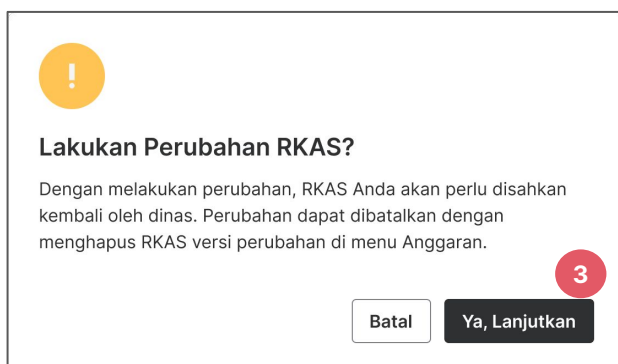 !
Lakukan Perubahan RKAS?
Dengan melakukan perubahan, RKAS Anda akan perlu disahkan
kembali oleh dinas. Perubahan dapat dibatalkan dengan
menghapus RKAS versi perubahan di menu Anggaran.
3
Batal
Ya, Lanjutkan